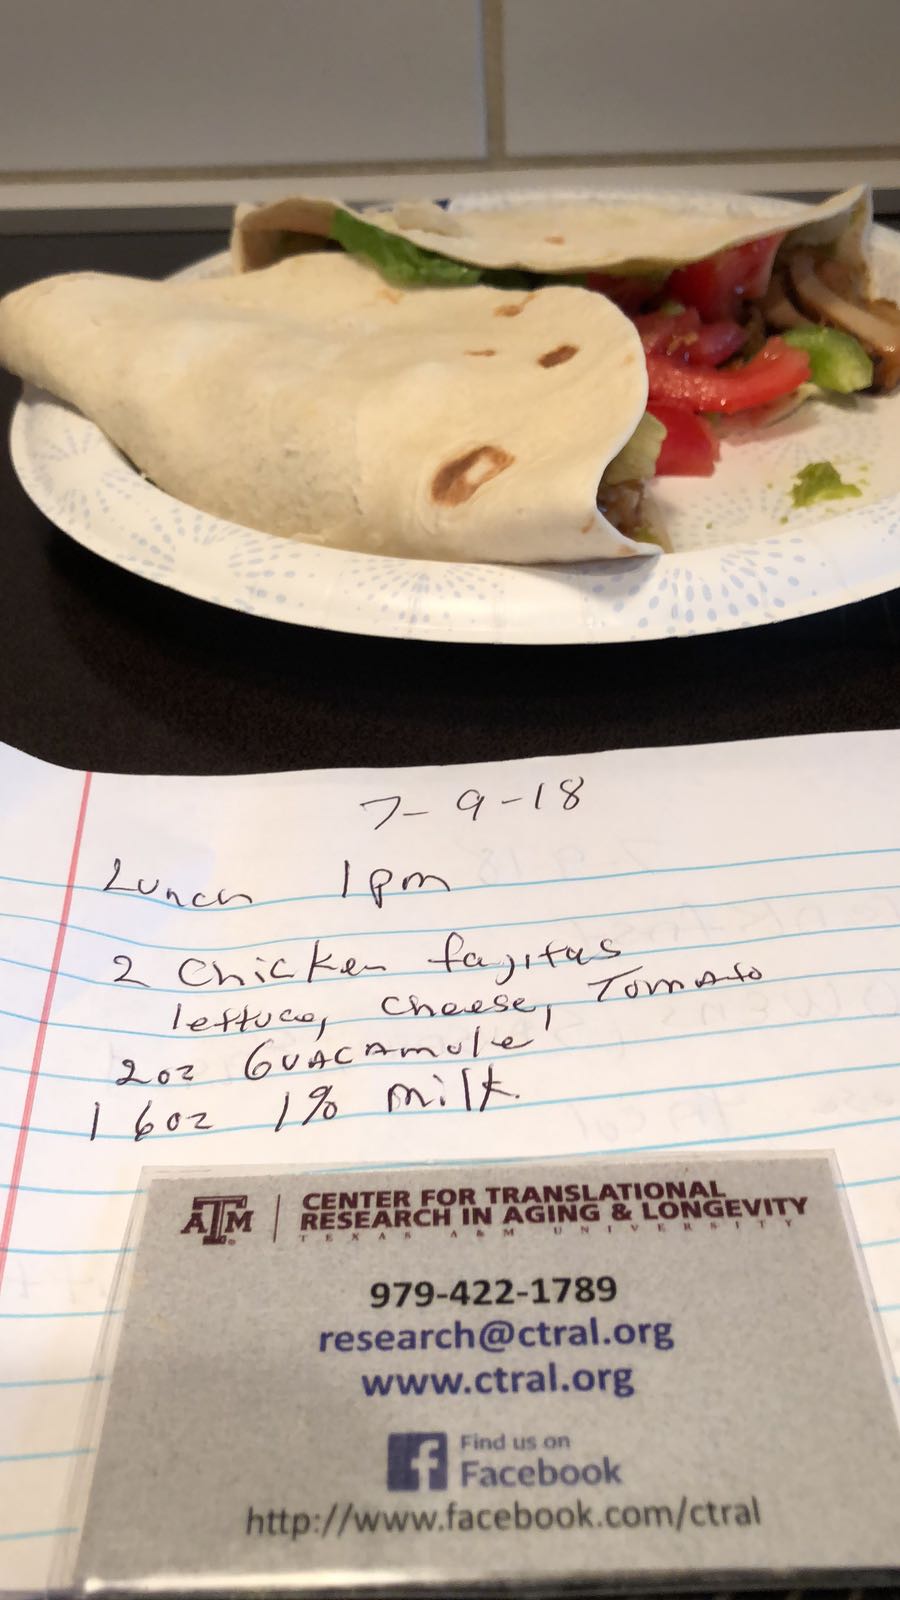 7-9-18
Lunch 1pm
2 Chicken fajitas
lettuce, cheese, Tomato
2oz Guacamole
1 6oz 1% milk.
ATM | CENTER FOR TRANSLATIONAL
RESEARCH IN AGING & LONGEVITY
TEXAS A&M UNIVERSITY
979-422-1789
research@ctral.org
www.ctral.org
f Find us on
Facebook
http://www.facebook.com/ctral